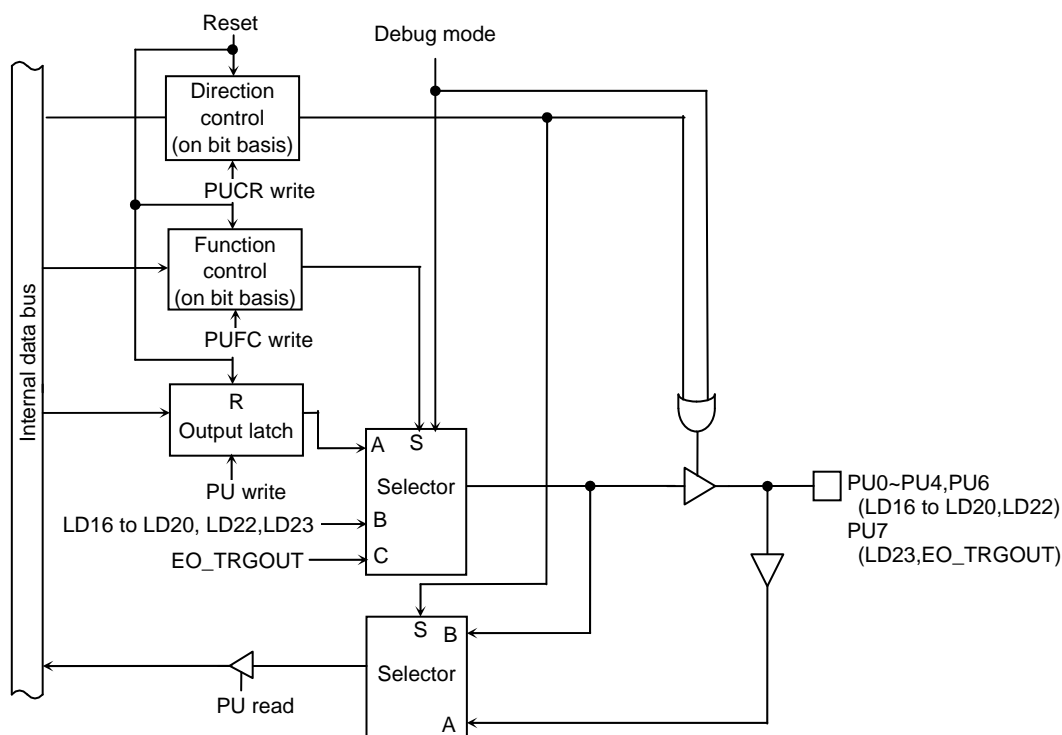 Reset
Debug mode
Direction
control
(on bit basis)
PUCR write
Function
control
(on bit basis)
PUFC write
Internal data bus
R
Output latch
PU write
A
S
Selector
LD16 to LD20, LD22,LD23
B
EO_TRGOUT
C
PU0~PU4,PU6
(LD16 to LD20,LD22)
PU7
(LD23,EO_TRGOUT)
S
B
Selector
PU read
A